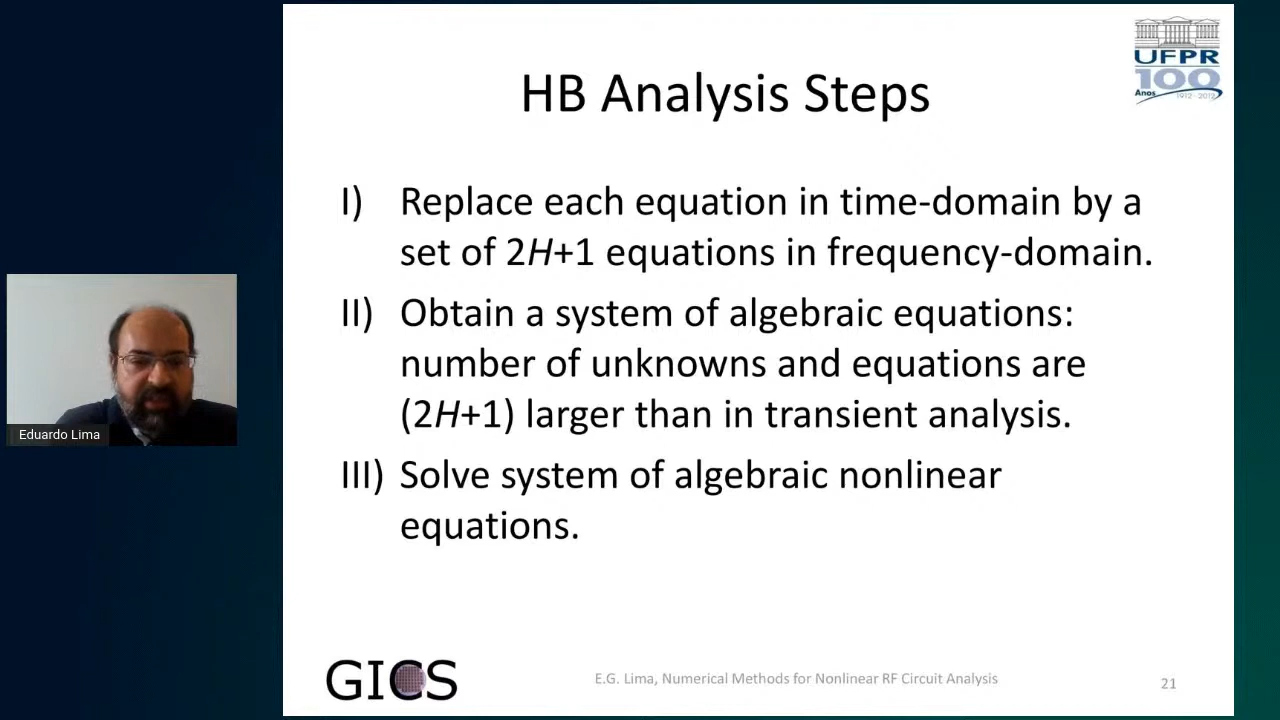 UFPR
100
Anos
1912 - 2012
HB Analysis Steps
I) Replace each equation in time-domain by a
set of 2H+1 equations in frequency-domain.
II) Obtain a system of algebraic equations:
number of unknowns and equations are
(2H+1) larger than in transient analysis.
III) Solve system of algebraic nonlinear
equations.
Eduardo Lima
GICS
E.G. Lima, Numerical Methods for Nonlinear RF Circuit Analysis
21